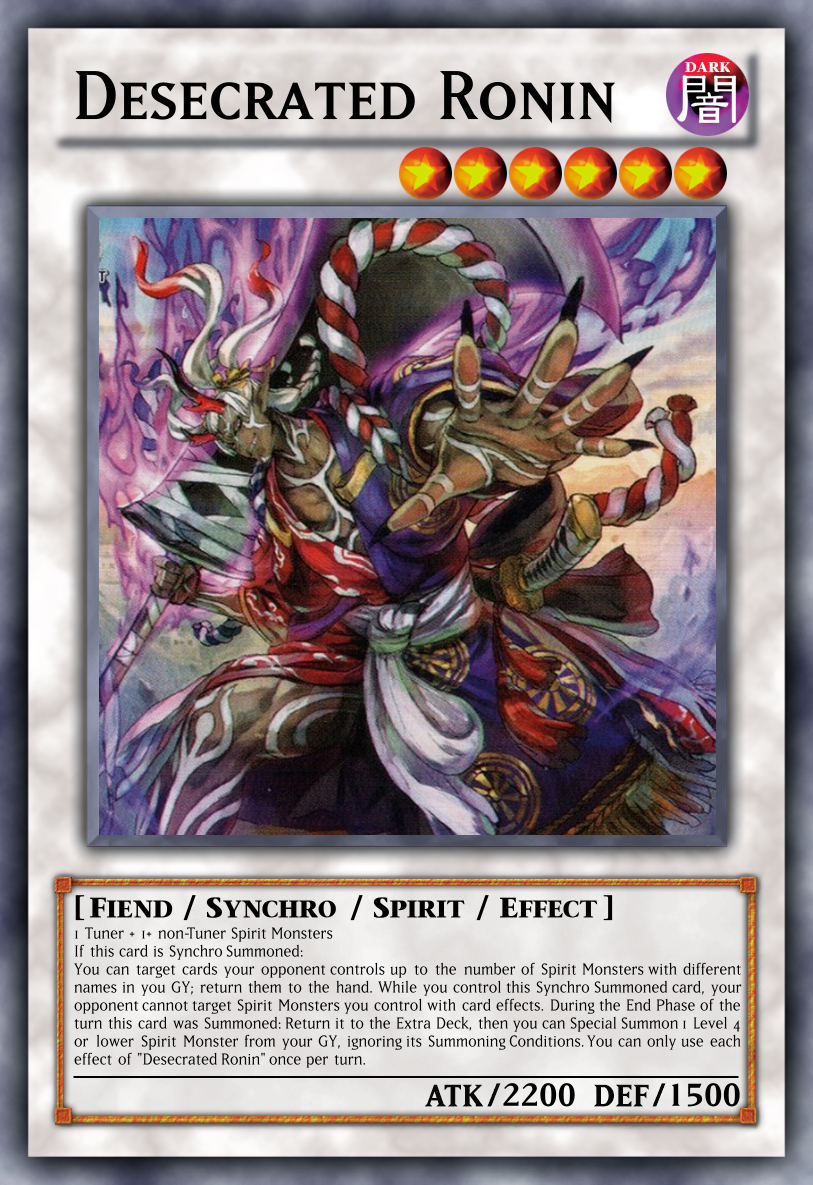 Desecrated Ronin
DARK
闇
T
[ Fiend / Synchro / Spirit / Effect ]
1 Tuner + 1+ non-Tuner Spirit Monsters
If this card is Synchro Summoned:
You can target cards your opponent controls up to the number of Spirit Monsters with different
names in you GY; return them to the hand. While you control this Synchro Summoned card, your
opponent cannot target Spirit Monsters you control with card effects. During the End Phase of the
turn this card was Summoned: Return it to the Extra Deck, then you can Special Summon 1 Level 4
or lower Spirit Monster from your GY, ignoring its Summoning Conditions. You can only use each
effect of "Desecrated Ronin" once per turn.
ATK/2200 DEF/1500